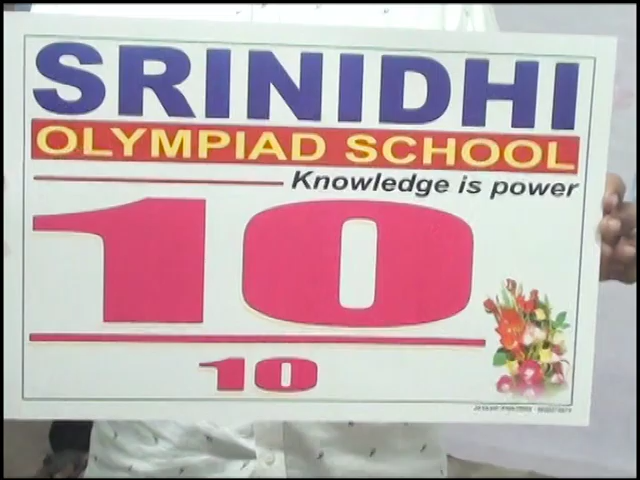 SRINIDHI
OLYMPIAD SCHOOL
Knowledge is power
10
10